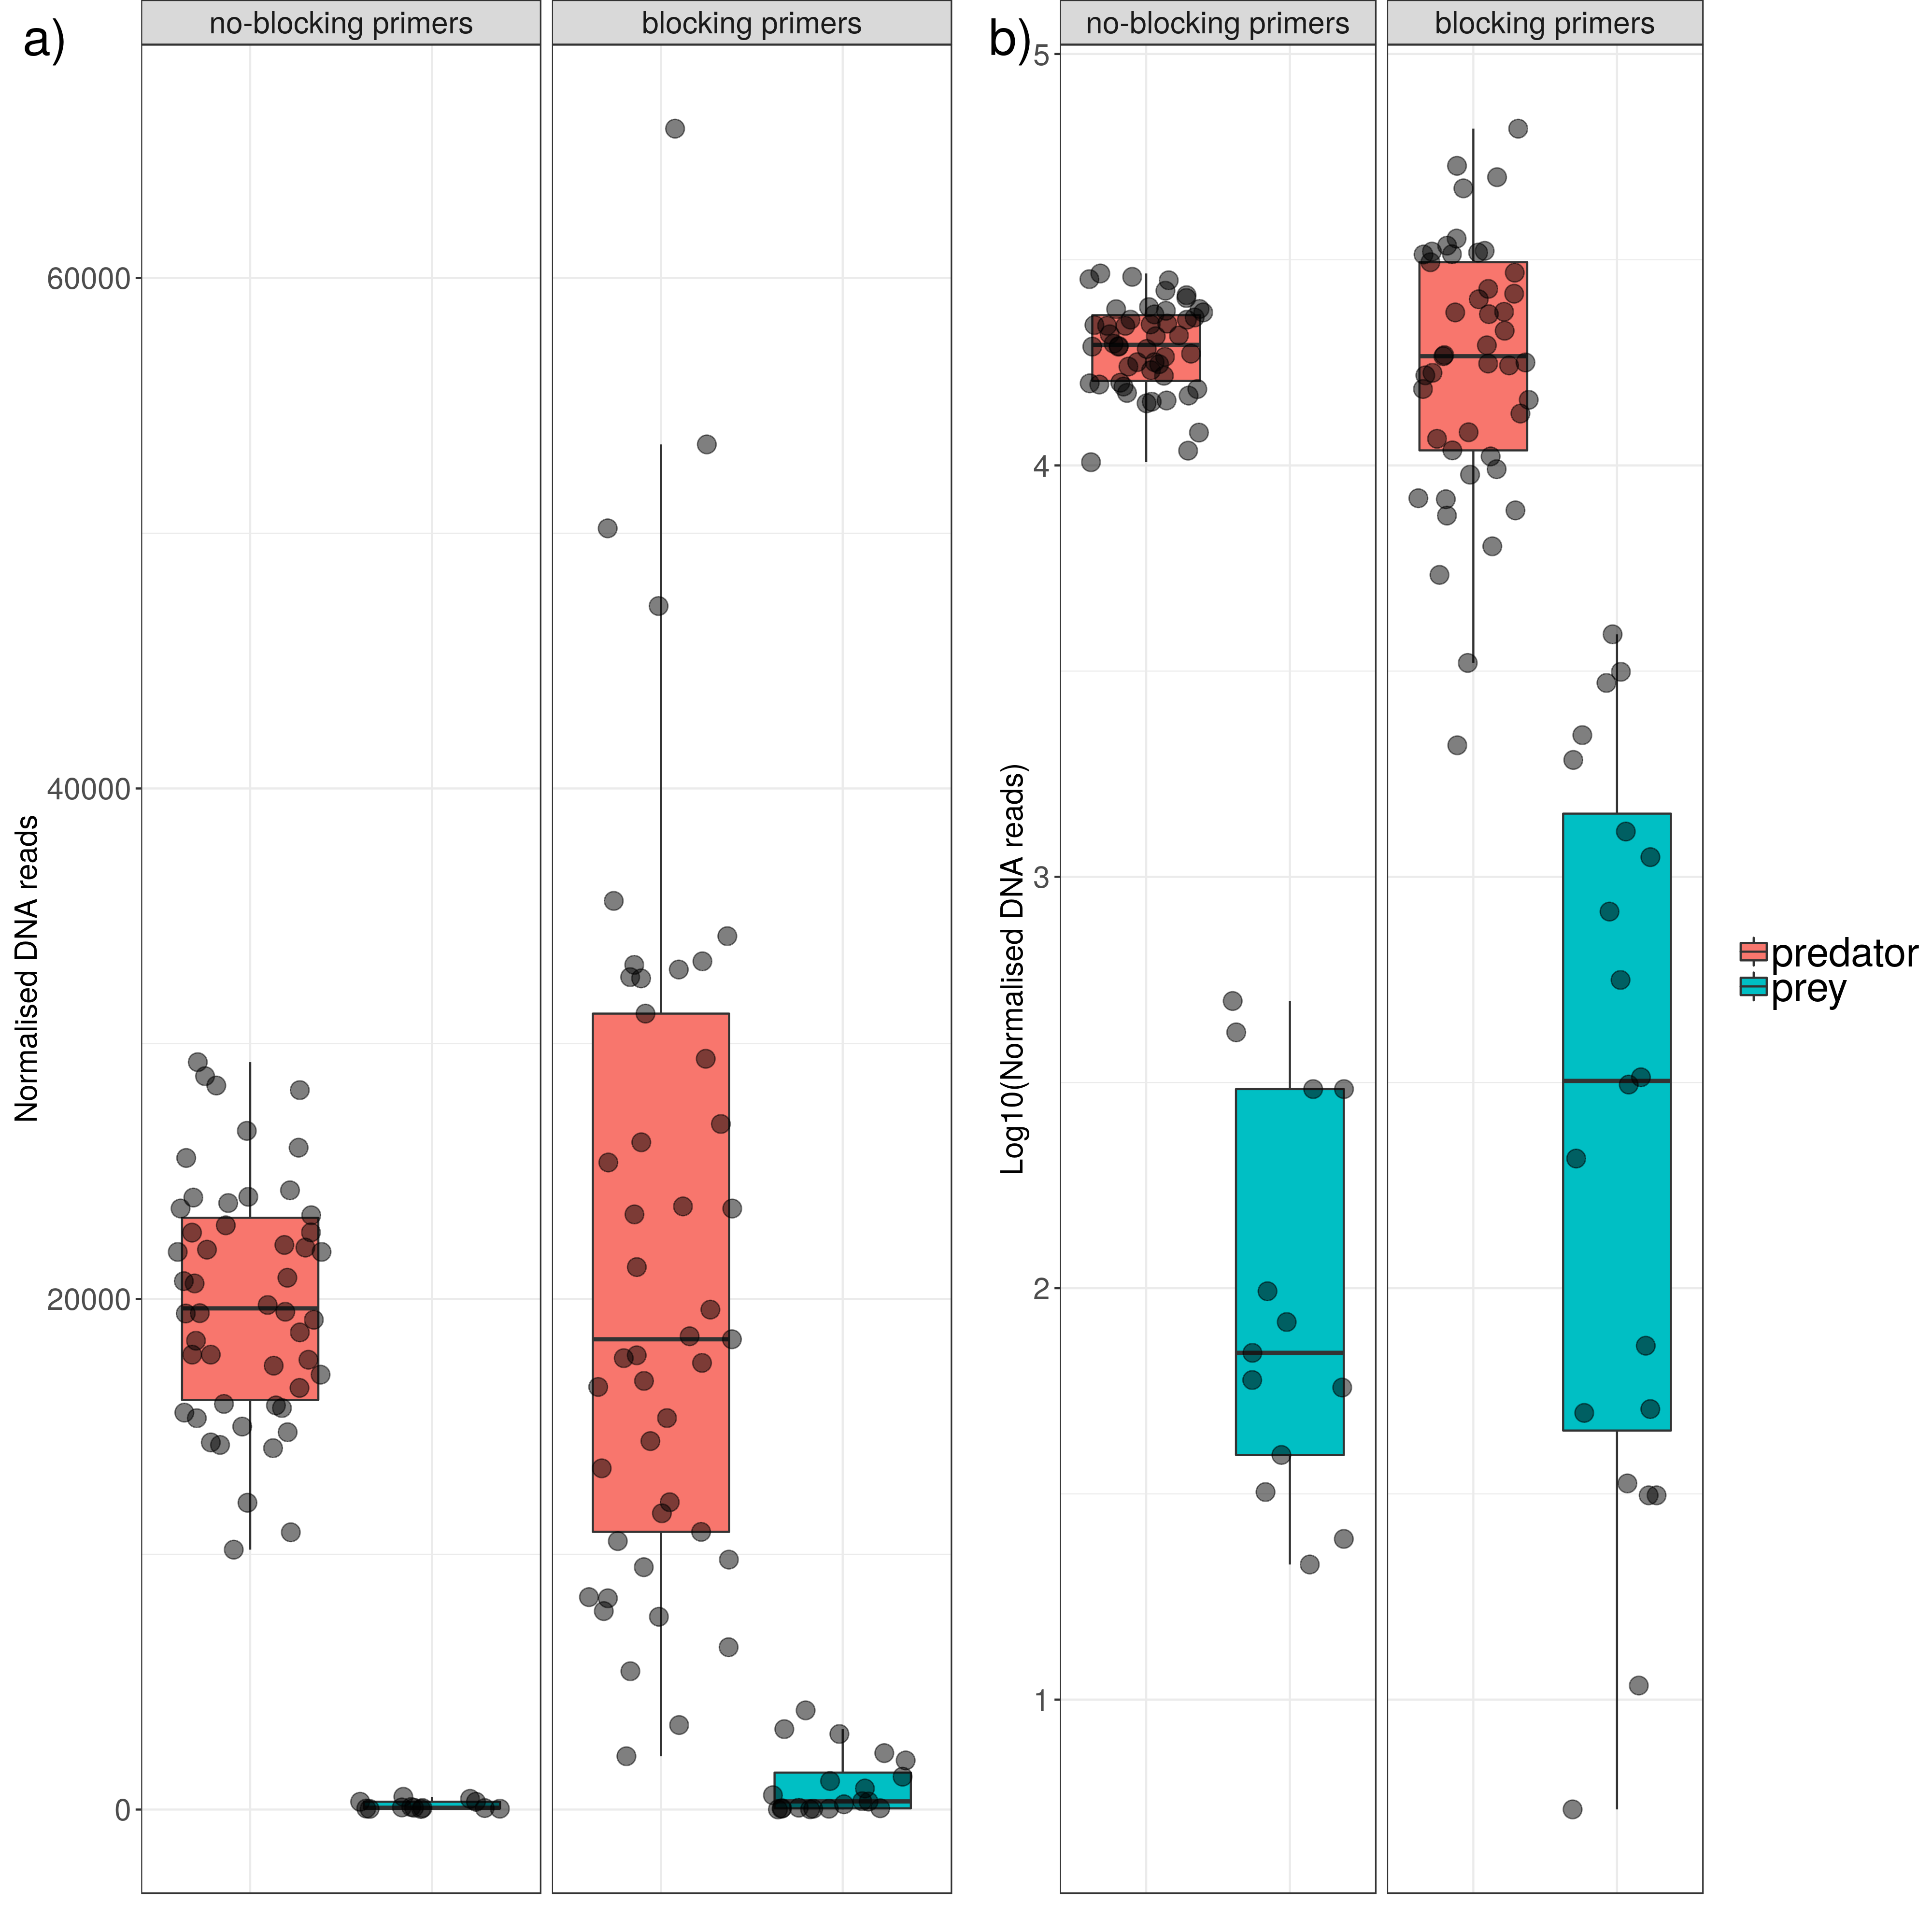 a)
no-blocking primers
blocking primers
Normalised DNA reads
60000
40000
20000
0
b)
no-blocking primers
blocking primers
Log10(Normalised DNA reads)
5
4
3
2
1
predator
prey